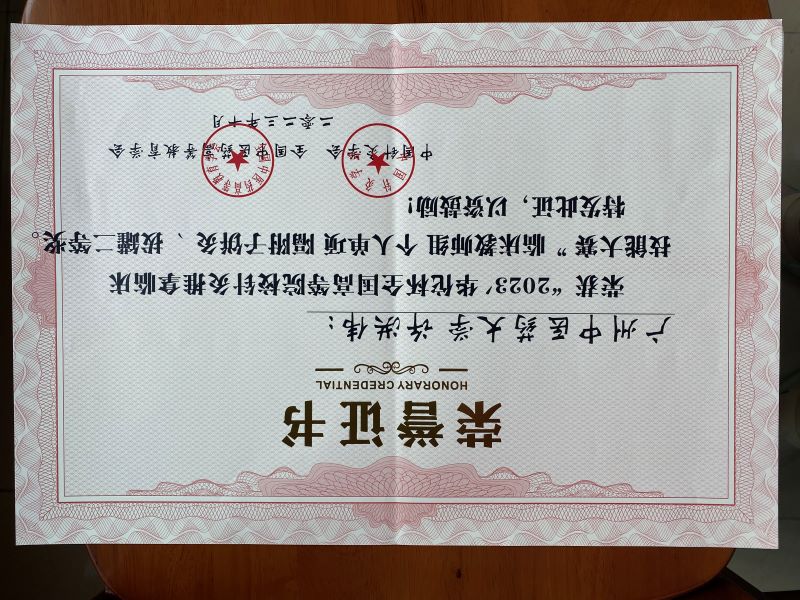 荣誉证书
HONORARY CREDENTIAL
广州中医药大学 许洪伟：
荣获“2023’华佗杯全国高等院校针灸推拿临床
技能大赛”临床教师组 个人单项 隔附子饼灸、拔罐二等奖。
特发此证，以资鼓励！
中国针灸学会 全国中医药高等教育学会
二零二三年十月